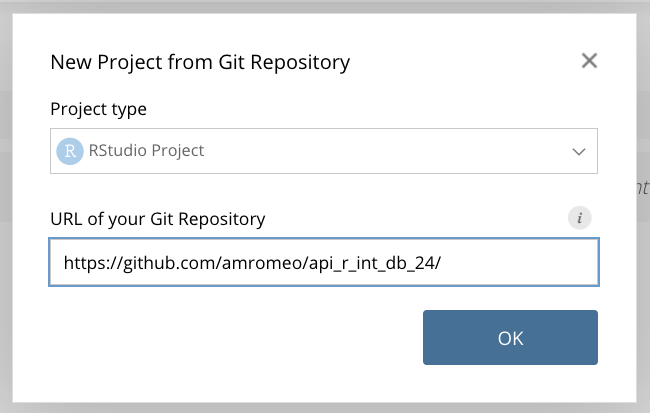 New Project from Git Repository
Project type
R RStudio Project
nt
URL of your Git Repository
i
https://github.com/amromeo/api_r_int_db_24/
OK